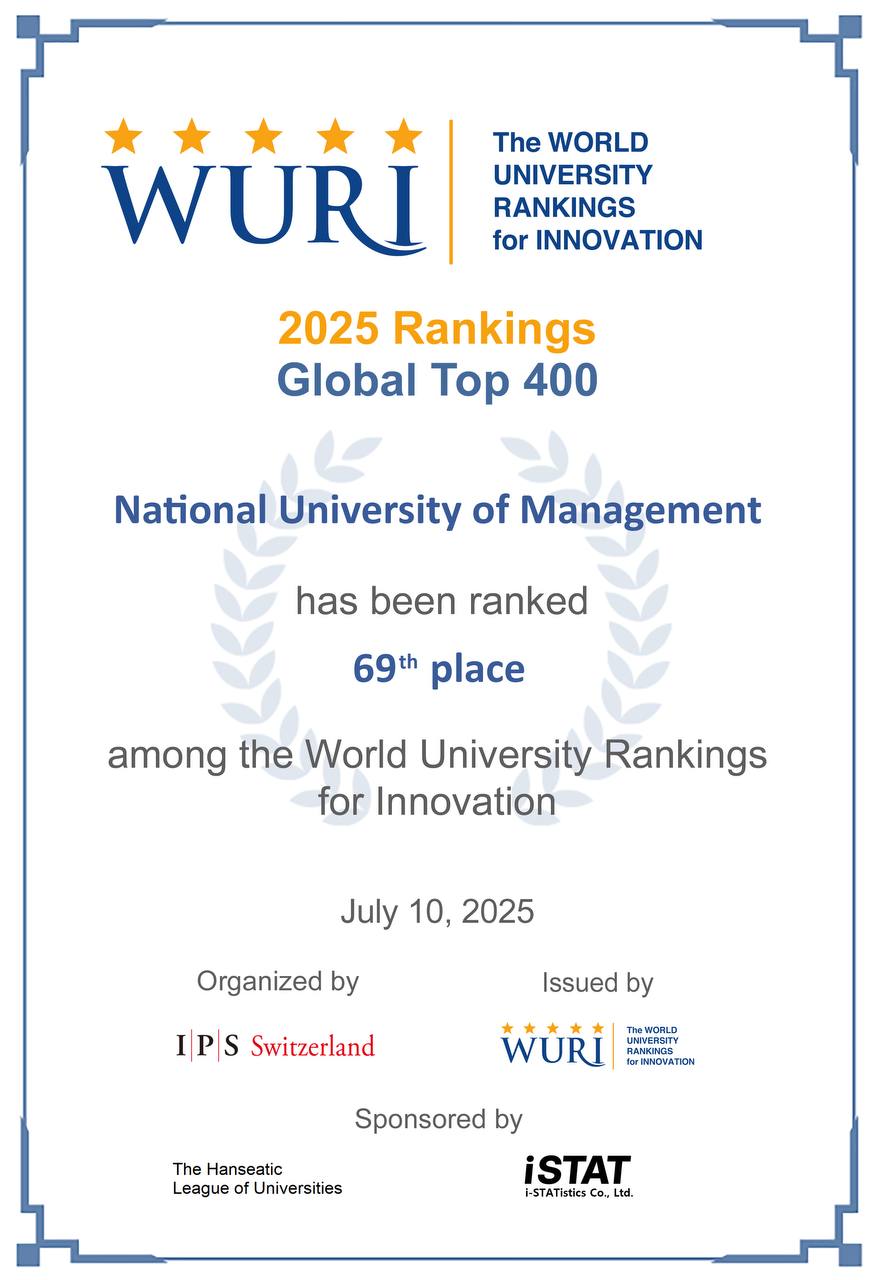 WURI
The WORLD
UNIVERSITY
RANKINGS
for INNOVATION
2025 Rankings
Global Top 400
National University of Management
has been ranked
69th place
among the World University Rankings
for Innovation
July 10, 2025
Organized by
Issued by
I|P|S Switzerland
WURI
The WORLD
UNIVERSITY
RANKINGS
for INNOVATION
Sponsored by
The Hanseatic
League of Universities
iSTAT
i-STATistics Co., Ltd.